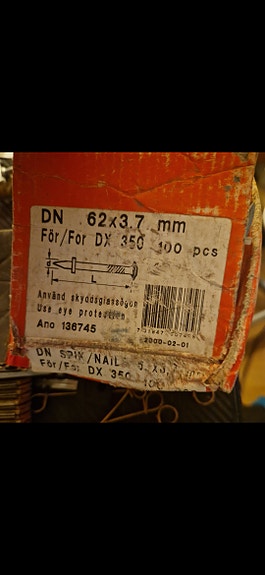 DN 62x3,7 mm
För/For DX 350 100 pcs
L
Använd skyddsglasögon
Use eye protection
Ano 136745
2000-02-01
DN SPIK/NAIL
För/For DX 350